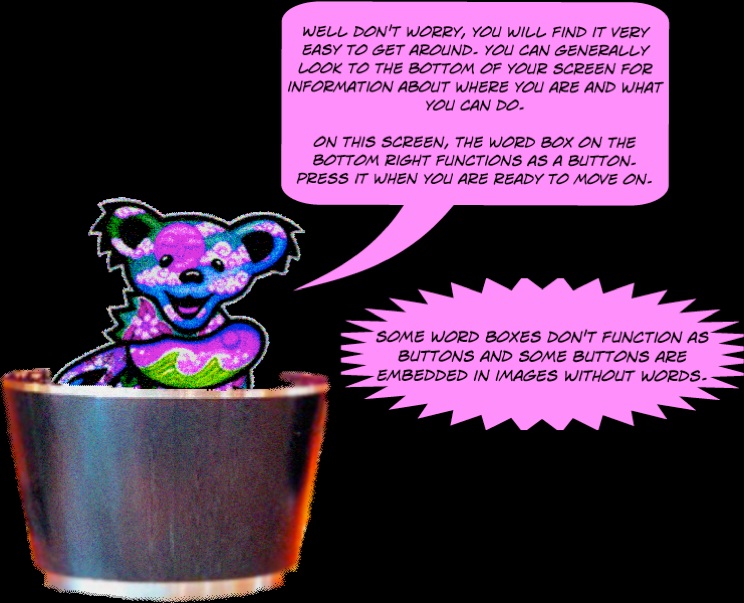 WELL DON'T WORRY, YOU WILL FIND IT VERY
EASY TO GET AROUND. YOU CAN GENERALLY
LOOK TO THE BOTTOM OF YOUR SCREEN FOR
INFORMATION ABOUT WHERE YOU ARE AND WHAT
YOU CAN DO.
ON THIS SCREEN, THE WORD BOX ON THE
BOTTOM RIGHT FUNCTIONS AS A BUTTON.
PRESS IT WHEN YOU ARE READY TO MOVE ON.
SOME WORD BOXES DON'T FUNCTION AS
BUTTONS AND SOME BUTTONS ARE
EMBEDDED IN IMAGES WITHOUT WORDS.